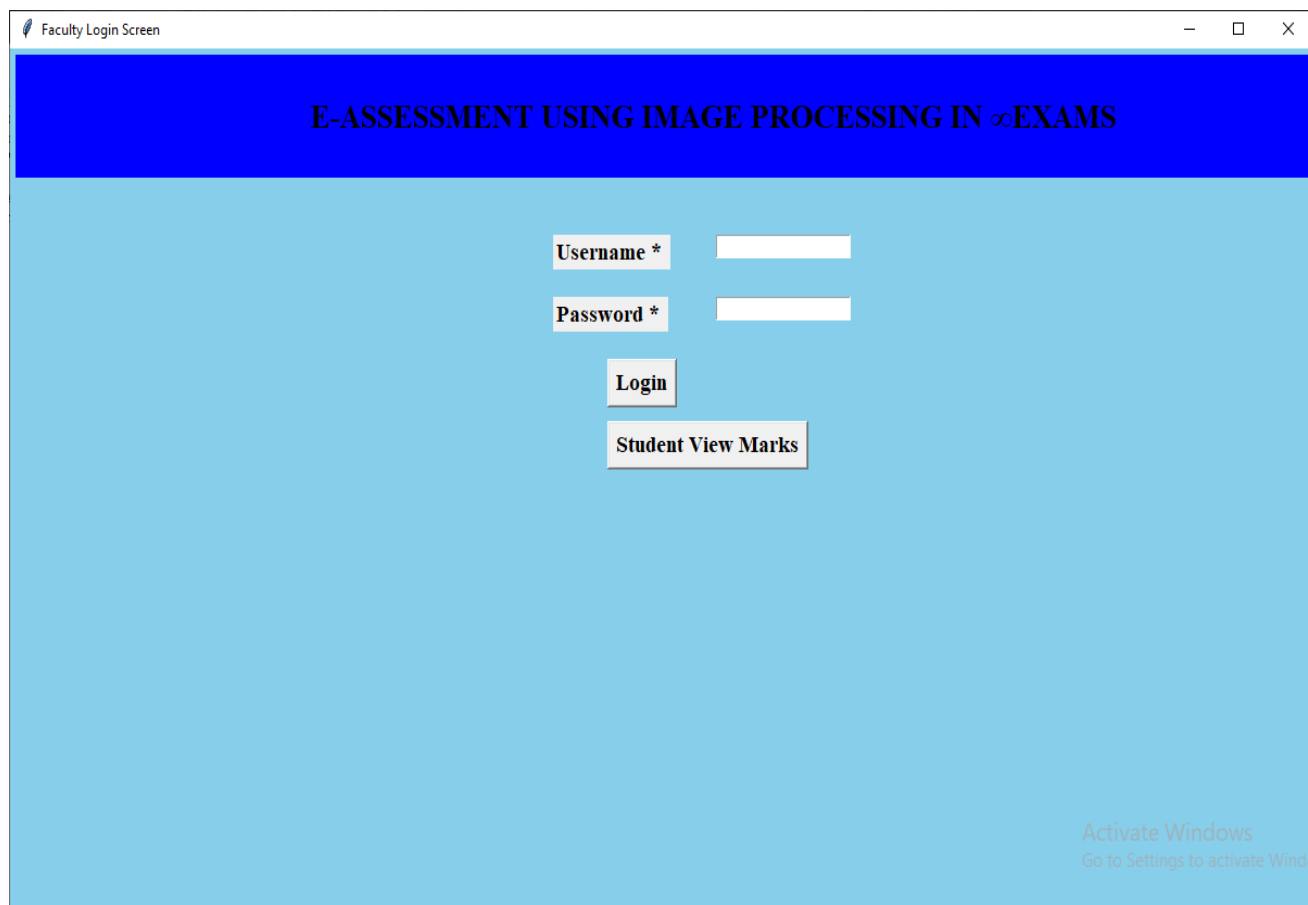 Faculty Login Screen
E-ASSESSMENT USING IMAGE PROCESSING IN ∞EXAMS
Username *
Password *
Login
Student View Marks
Activate Windows
Go to Settings to activate